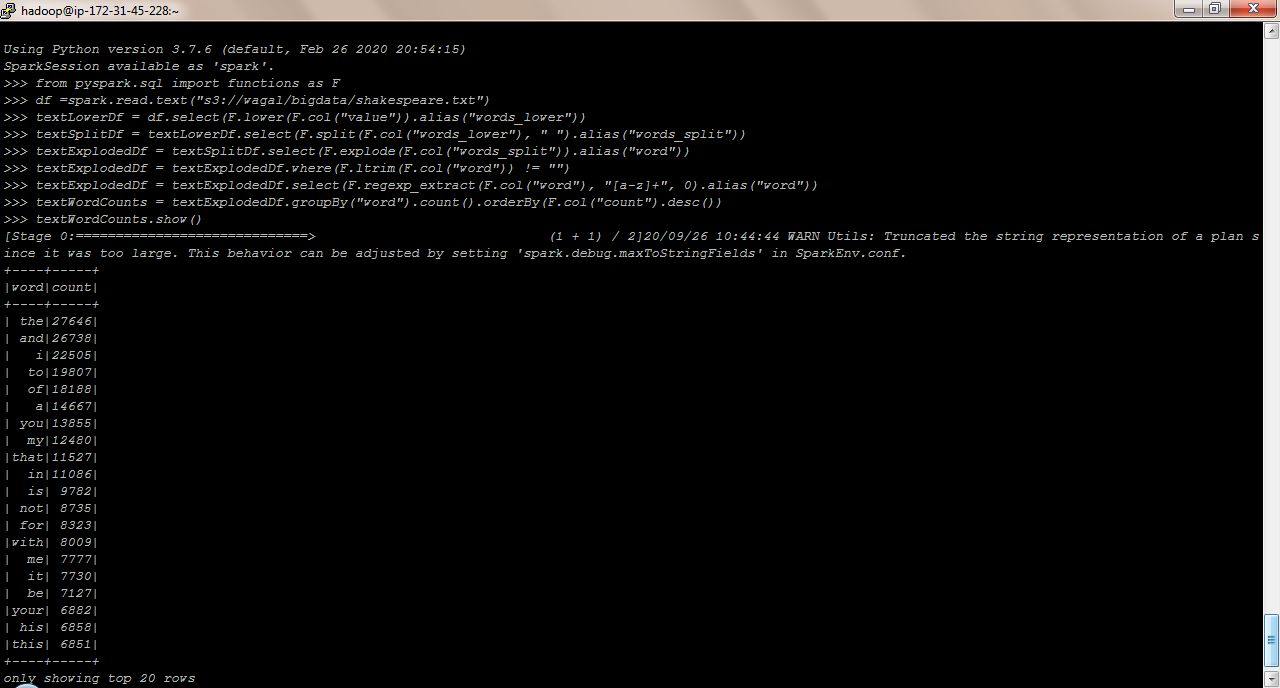 hadoop@ip-172-31-45-228:~
Using Python version 3.7.6 (default, Feb 26 2020 20:54:15)
SparkSession available as 'spark'.
>>> from pyspark.sql import functions as F
>>> df =spark.read.text("s3://wagal/bigdata/shakespeare.txt")
>>> textLowerDf = df.select(F.lower(F.col("value")).alias("words_lower"))
>>> textSplitDf = textLowerDf.select(F.split(F.col("words_lower"), " ").alias("words_split"))
>>> textExplodedDf = textSplitDf.select(F.explode(F.col("words_split")).alias("word"))
>>> textExplodedDf = textExplodedDf.where(F.ltrim(F.col("word")) != "")
>>> textExplodedDf = textExplodedDf.select(F.regexp_extract(F.col("word"), "[a-z]+", 0).alias("word"))
>>> textWordCounts = textExplodedDf.groupBy("word").count().orderBy(F.col("count").desc())
>>> textWordCounts.show()
[Stage 0:=============================>                              (1 + 1) / 2]20/09/26 10:44:44 WARN Utils: Truncated the string representation of a plan s
ince it was too large. This behavior can be adjusted by setting 'spark.debug.maxToStringFields' in SparkEnv.conf.
+----+-----+
|word|count|
+----+-----+
| the|27646|
| and|26738|
|   i|22505|
|  to|19807|
|  of|18188|
|   a|14667|
| you|13855|
|  my|12480|
|that|11527|
|  in|11086|
|  is| 9782|
| not| 8735|
| for| 8323|
|with| 8009|
|  me| 7777|
|  it| 7730|
|  be| 7127|
|your| 6882|
| his| 6858|
|this| 6851|
+----+-----+
only showing top 20 rows